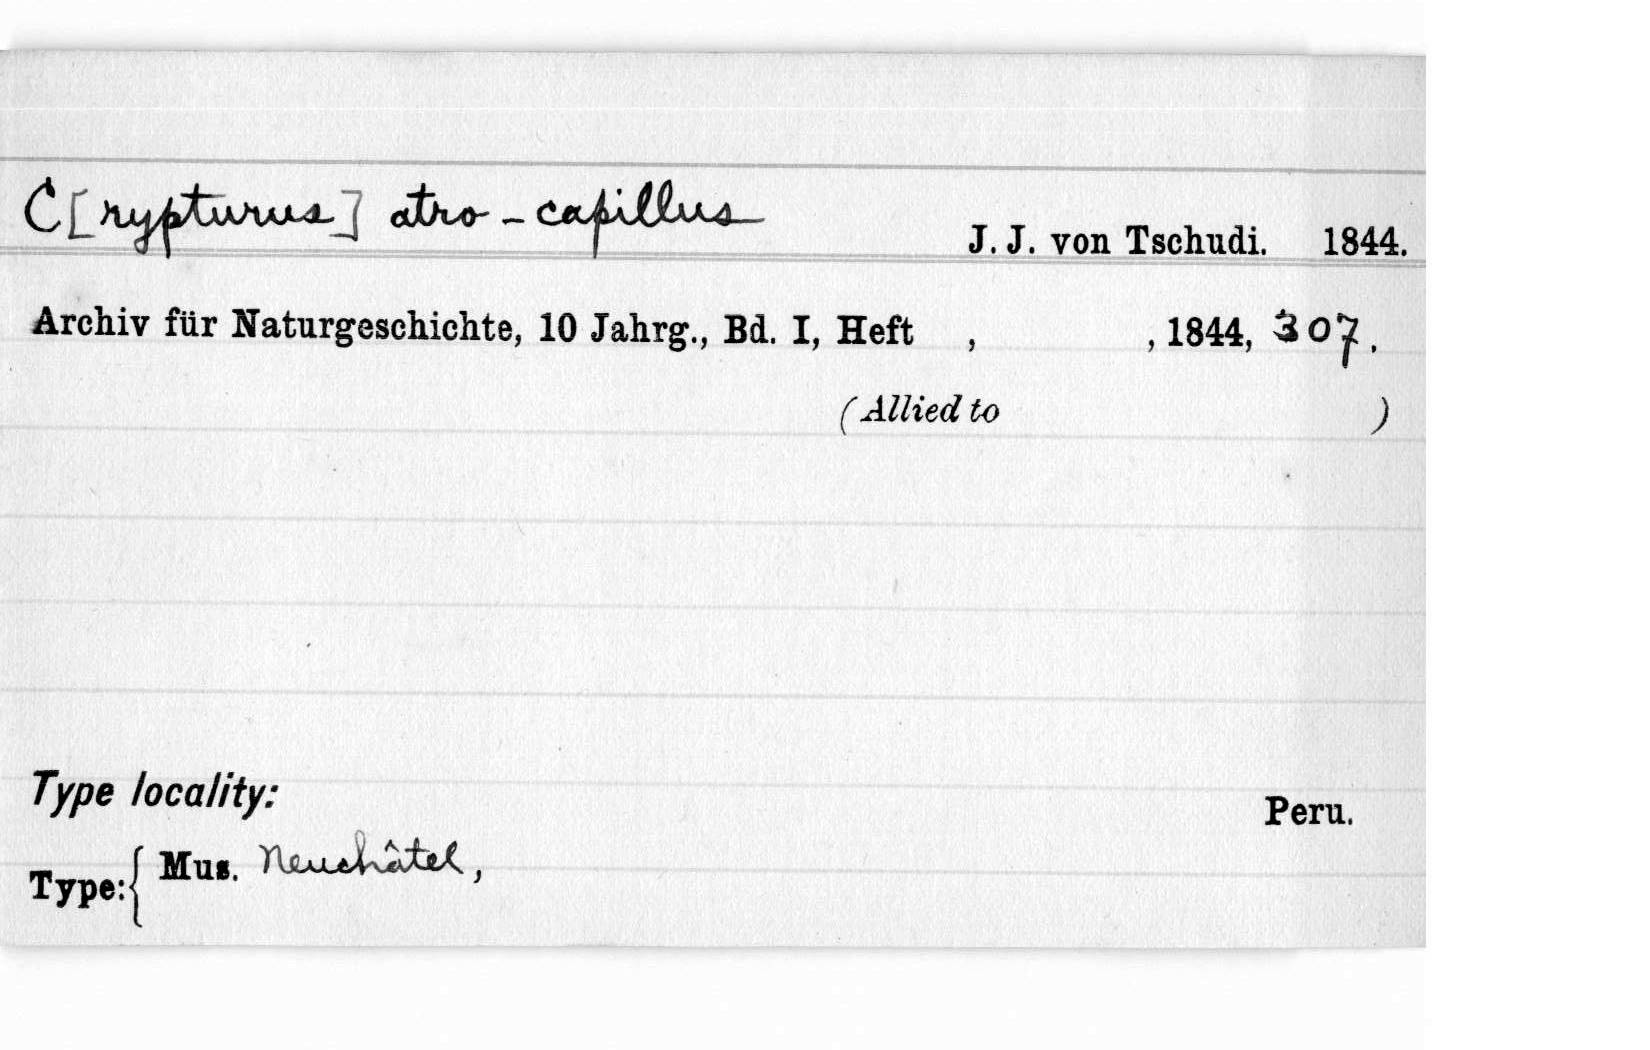 C[rypturus] atro-capillus
J. J. von Tschudi. 1844.
Archiv für Naturgeschichte, 10 Jahrg., Bd. I, Heft , , 1844, 307.
(Allied to )
Type locality: Peru.
Type: { Mus. Neuchâtel,